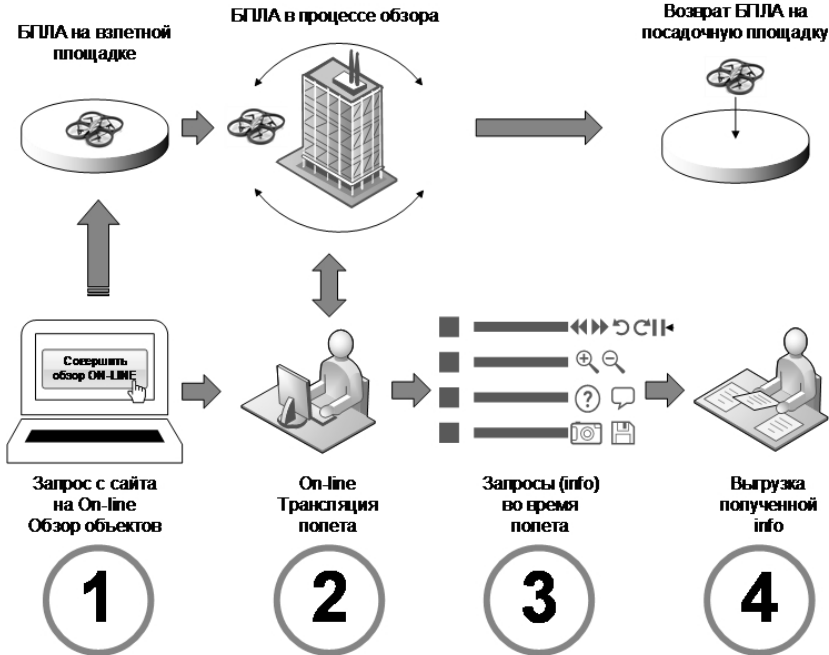 БПЛА на взлетной
площадке
БПЛА в процессе обзора
Возврат БПЛА на
посадочную площадку
Совершить
обзор ON-LINE
Запрос с сайта
на On-line
Обзор объектов
On-line
Трансляция
полета
Запросы (info)
во время
полета
Выгрузка
полученной
info
1
2
3
4